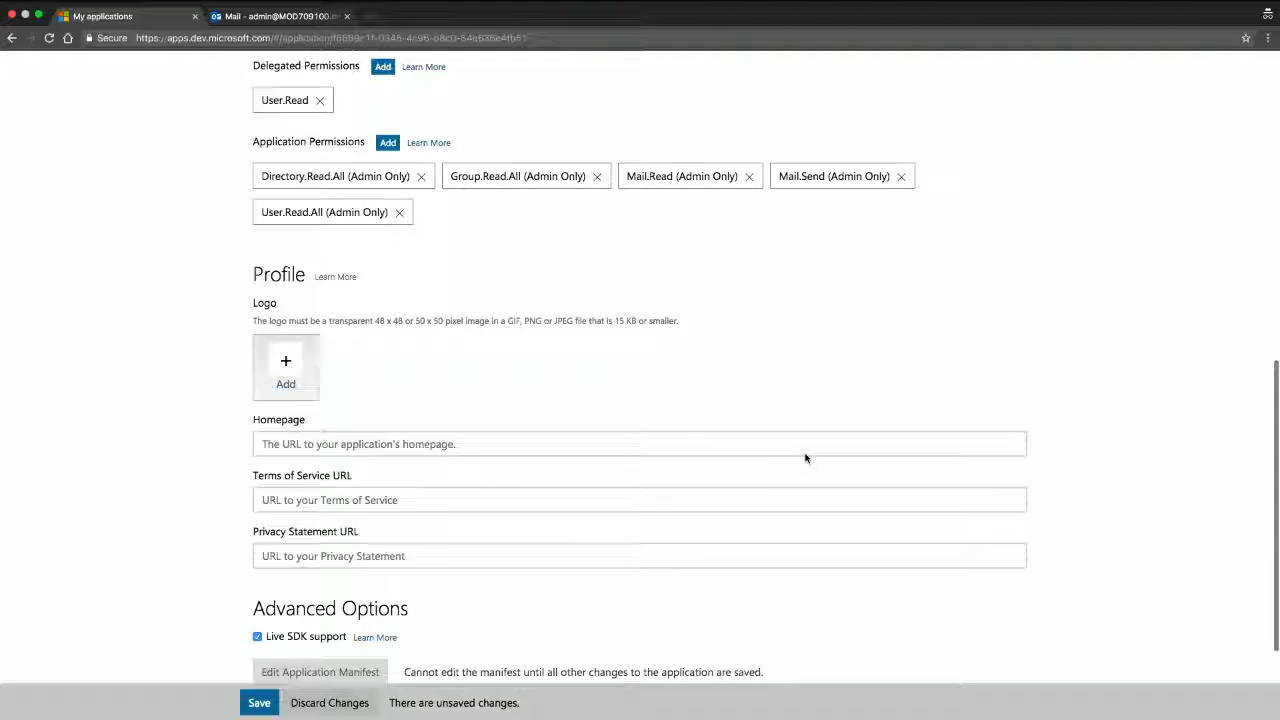 My applications
Mail - admin@MOD709100.
Secure https://apps.dev.microsoft.com/
Delegated Permissions Add Learn More
User.Read
Application Permissions Add Learn More
Directory.Read.All (Admin Only) Group.Read.All (Admin Only) Mail.Read (Admin Only) Mail.Send (Admin Only)
User.Read.All (Admin Only)
Profile Learn More
Logo
The logo must be a transparent 48 x 48 or 50 x 50 pixel image in a GIF, PNG or JPEG file that is 15 KB or smaller.
+
Add
Homepage
The URL to your application's homepage.
Terms of Service URL
URL to your Terms of Service
Privacy Statement URL
URL to your Privacy Statement
Advanced Options
Live SDK support Learn More
Edit Application Manifest Cannot edit the manifest until all other changes to the application are saved.
Save Discard Changes There are unsaved changes.